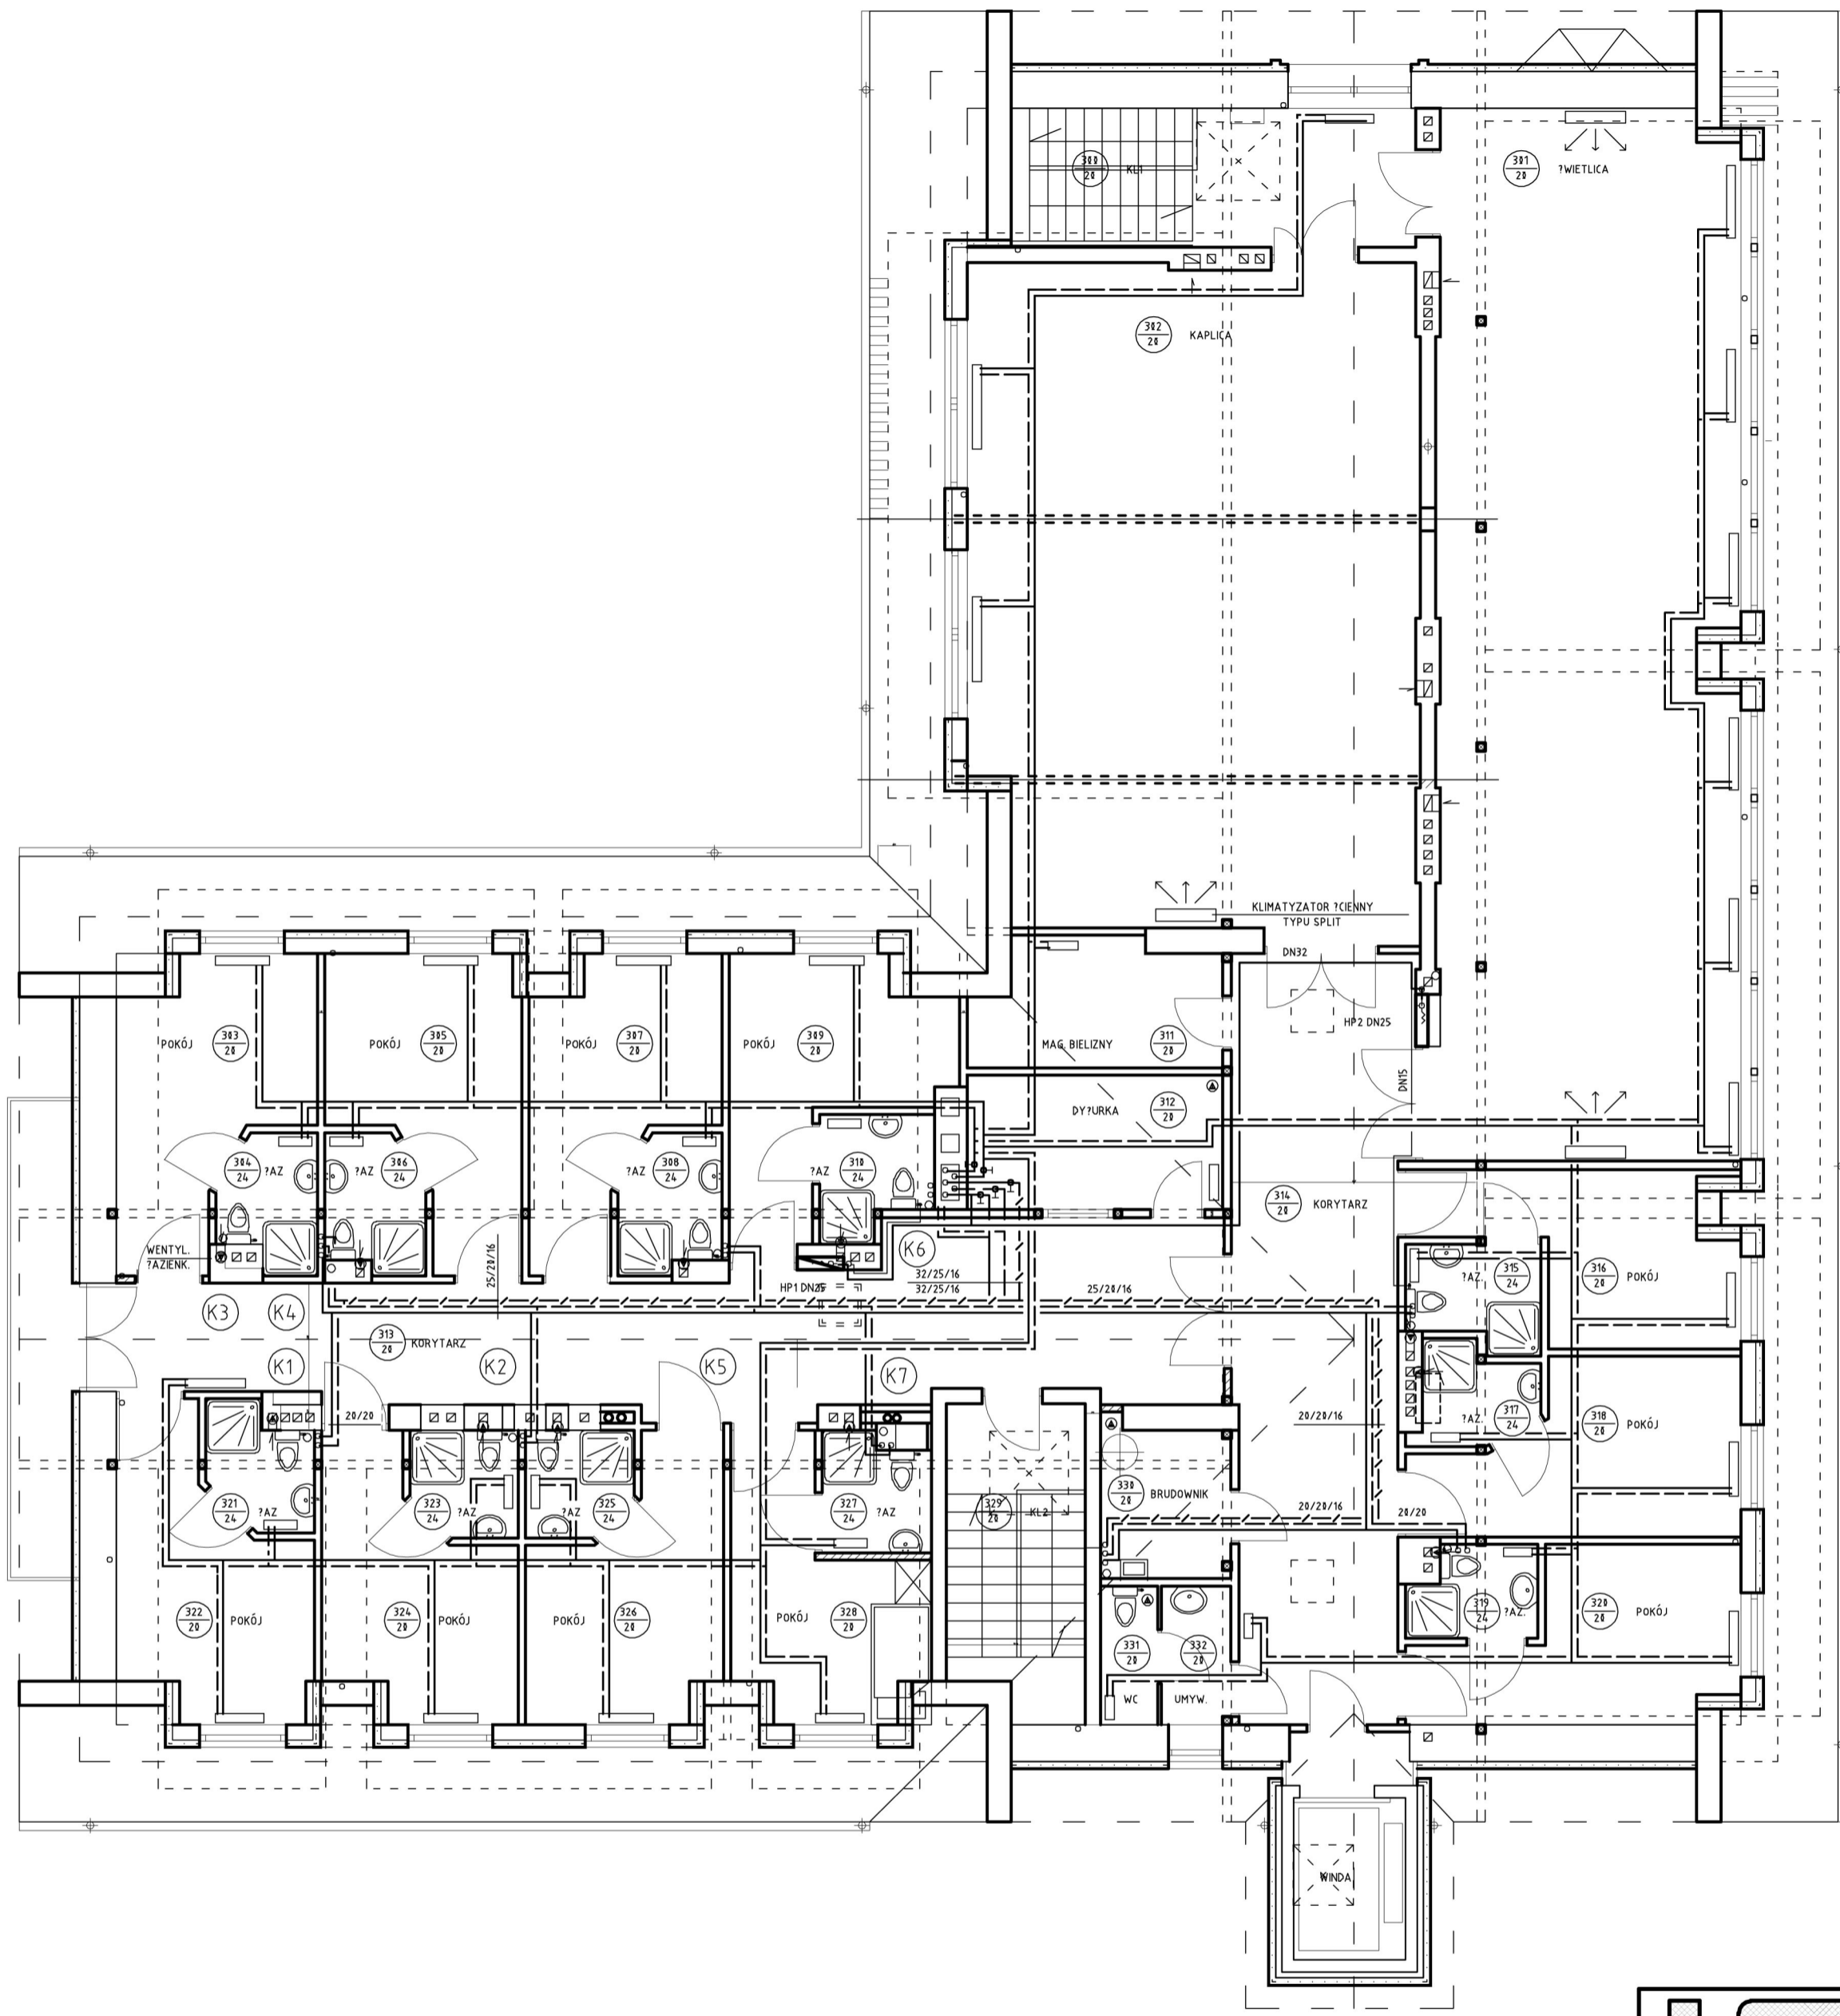 300
20
KL1
301
20
?WIETLICA
302
20
KAPLICA
KLIMATYZATOR ?CIENNY
TYPU SPLIT
DN32
HP2 DN25
DN15
POKÓJ
303
20
POKÓJ
305
20
POKÓJ
307
20
POKÓJ
309
20
MAG. BIELIZNY
311
20
DY?URKA
312
20
304
24
?AZ
?AZ
306
24
?AZ
308
24
?AZ
310
24
314
20
KORYTARZ
WENTYL.
?AZIENK.
25/20/16
K6
HP1 DN25
32/25/16
32/25/16
25/20/16
?AZ.
315
24
316
20
POKÓJ
K3
K4
313
20
KORYTARZ
K1
K2
K5
K7
20/20
20/20/16
?AZ.
317
24
318
20
POKÓJ
321
24
?AZ
323
24
?AZ
?AZ
325
24
327
24
?AZ
329
20
KL2
330
20
BRUDOWNIK
20/20/16
20/20
322
20
POKÓJ
324
20
POKÓJ
POKÓJ
326
20
POKÓJ
328
20
319
24
?AZ.
320
20
POKÓJ
331
20
332
20
WC
UMYW.
WINDA